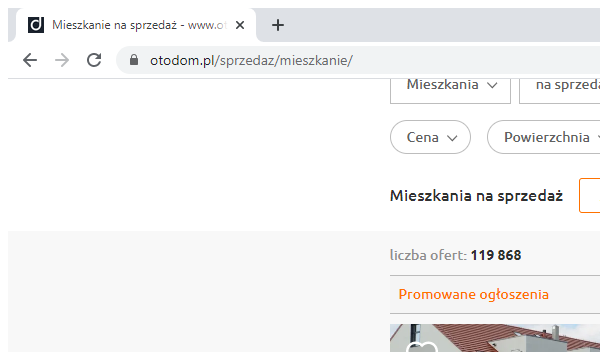 Mieszkanie na sprzedaż - www.ot
otodom.pl/sprzedaz/mieszkanie/
Mieszkania na sprzeda
Cena Powierzchnia
Mieszkania na sprzedaż
liczba ofert: 119 868
Promowane ogłoszenia